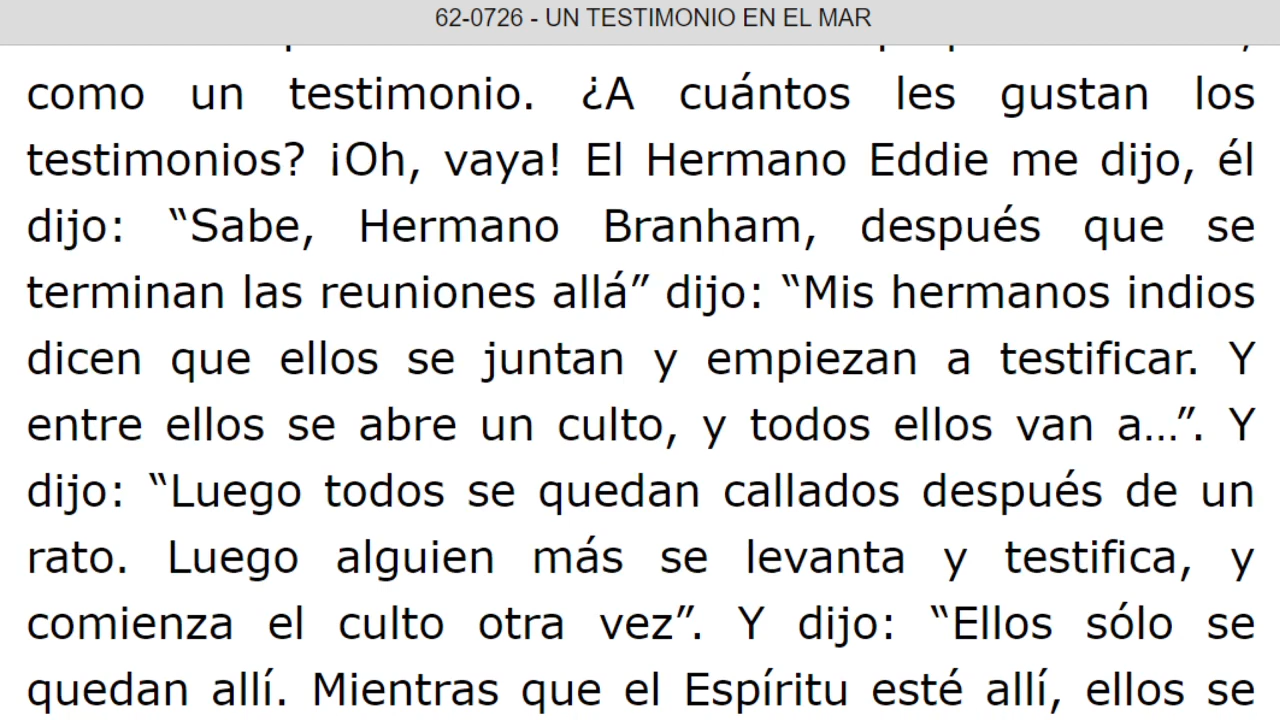 62-0726 - UN TESTIMONIO EN EL MAR
como un testimonio. ¿A cuántos les gustan los
testimonios? ¡Oh, vaya! El Hermano Eddie me dijo, él
dijo: “Sabe, Hermano Branham, después que se
terminan las reuniones allá” dijo: “Mis hermanos indios
dicen que ellos se juntan y empiezan a testificar. Y
entre ellos se abre un culto, y todos ellos van a…”. Y
dijo: “Luego todos se quedan callados después de un
rato. Luego alguien más se levanta y testifica, y
comienza el culto otra vez”. Y dijo: “Ellos sólo se
quedan allí. Mientras que el Espíritu esté allí, ellos se